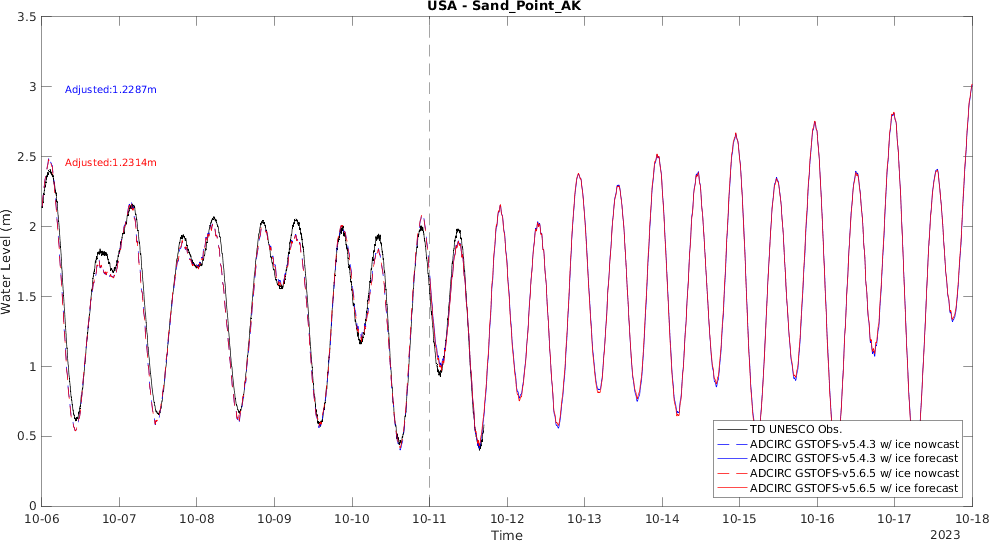 USA - Sand_Point_AK
3.5
3
2.5
2
1.5
1
0.5
0
Water Level (m)
Adjusted:1.2287m
Adjusted:1.2314m
TD UNESCO Obs.
ADCIRC GSTOFS-v5.4.3 w/ ice nowcast
ADCIRC GSTOFS-v5.4.3 w/ ice forecast
ADCIRC GSTOFS-v5.6.5 w/ ice nowcast
ADCIRC GSTOFS-v5.6.5 w/ ice forecast
10-06 10-07 10-08 10-09 10-10 10-11 10-12 10-13 10-14 10-15 10-16 10-17 10-18
Time
2023